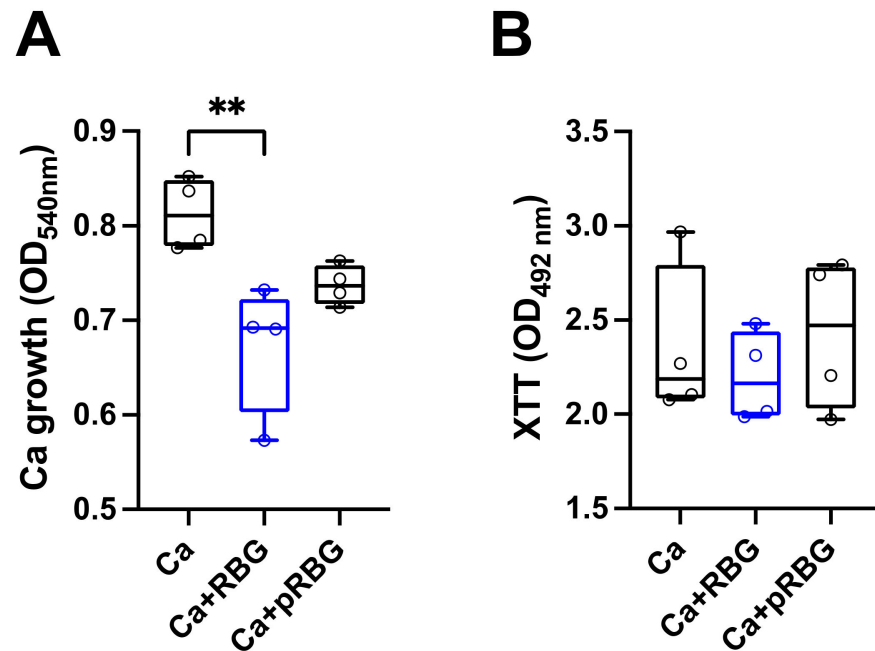 A
Ca growth (OD540nm)
**
0.9
0.8
0.7
0.6
0.5
Ca
Ca+RBG
Ca+pRBG
B
XTT (OD492 nm)
3.5
3.0
2.5
2.0
1.5
Ca
Ca+RBG
Ca+pRBG